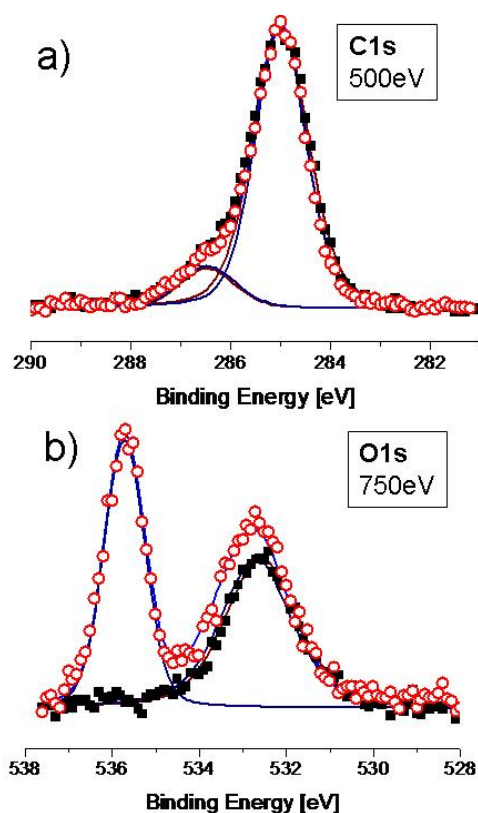 a)
C1s
500eV
290 288 286 284 282
Binding Energy [eV]
b)
O1s
750eV
538 536 534 532 530 528
Binding Energy [eV]